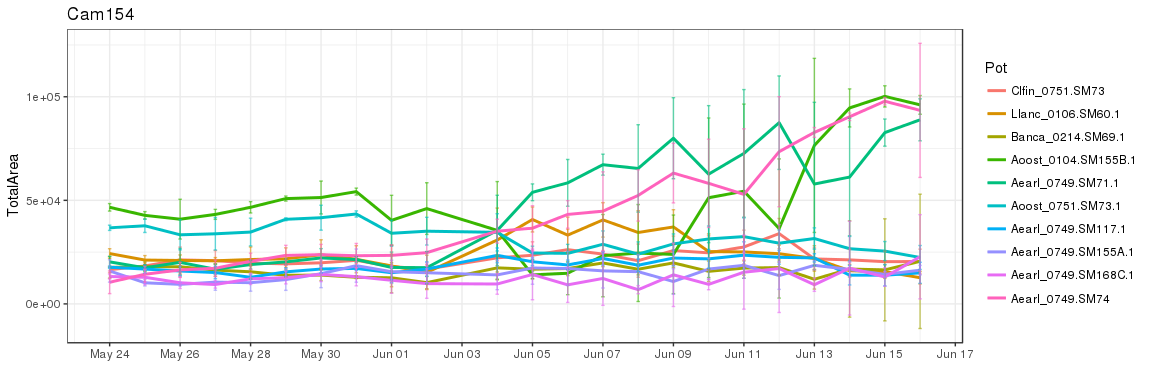 Cam154
TotalArea
1e+05
5e+04
0e+00
May 24 May 26 May 28 May 30 Jun 01 Jun 03 Jun 05 Jun 07 Jun 09 Jun 11 Jun 13 Jun 15 Jun 17
Pot
Clfin_0751.SM73
Llanc_0106.SM60.1
Banca_0214.SM69.1
Aoost_0104.SM155B.1
Aearl_0749.SM71.1
Aoost_0751.SM73.1
Aearl_0749.SM117.1
Aearl_0749.SM155A.1
Aearl_0749.SM168C.1
Aearl_0749.SM74